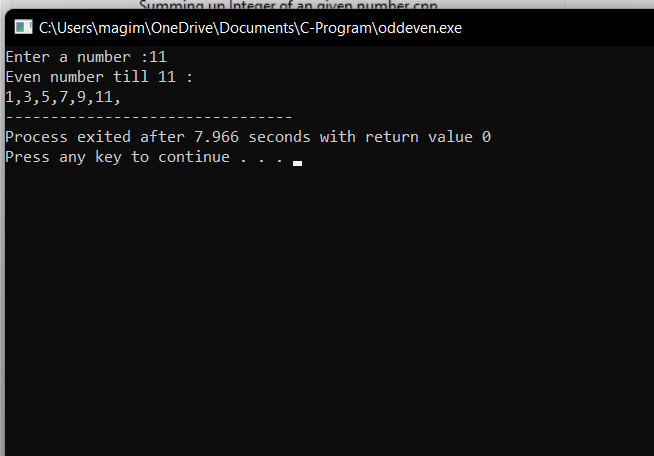 Summing up Integer of an given number.cpp
C:\Users\magim\OneDrive\Documents\C-Program\oddeven.exe
Enter a number :11
Even number till 11 :
1,3,5,7,9,11,
--------------------------------
Process exited after 7.966 seconds with return value 0
Press any key to continue . . .